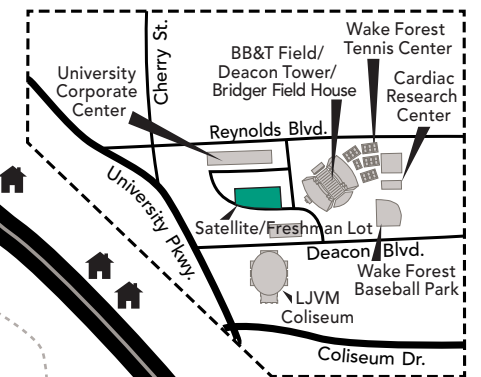 Cherry St.
Wake Forest
Tennis Center
BB&T Field/
Deacon Tower/
Bridger Field House
University
Corporate
Center
Cardiac
Research
Center
Reynolds Blvd.
University Pkwy.
Satellite/Freshman Lot
Deacon Blvd.
Wake Forest
Baseball Park
LJVM
Coliseum
Coliseum Dr.